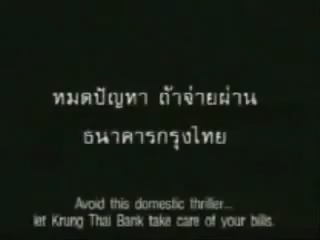 หมดปัญหา ถ้าจ่ายผ่าน
ธนาคารกรุงไทย
Avoid this domestic thriller...
let Krung Thai Bank take care of your bills.